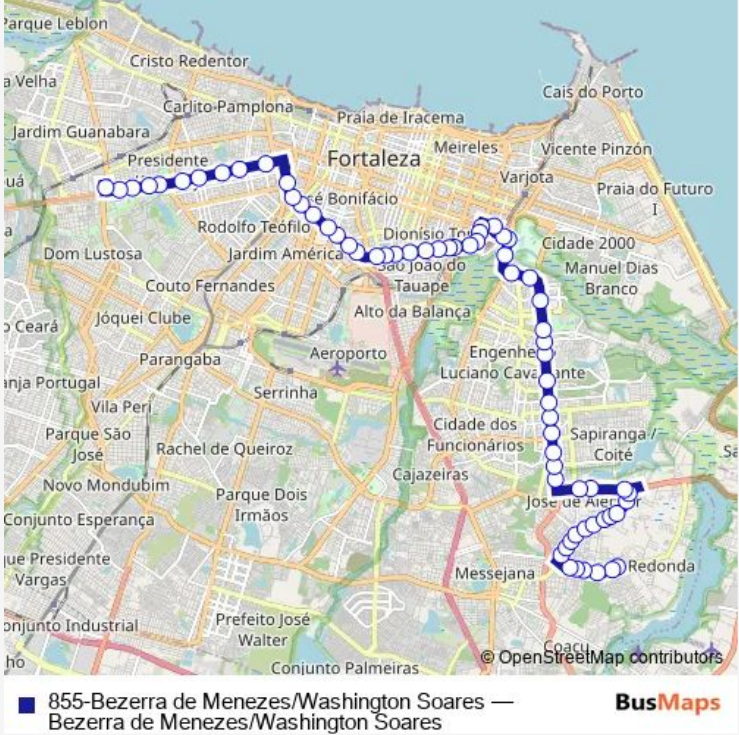 Parque Leblon
Cristo Redentor
a Velha
Cais do Porto
Carlito Pamplona
Praia de Iracema
Jardim Guanabara
Meireles
Vicente Pinzón
Presidente
Fortaleza
Varjota
uá
Praia do Futuro
I
sé Bonifácio
Rodolfo Teófilo
Dionísio Tor
Cidade 2000
Dom Lustosa
Jardim América
São João do
Tauape
Manuel Dias
Branco
Couto Fernandes
o Ceará
Jóquei Clube
Alto da Balança
Parangaba
Aeroporto
Engenhe
Luciano Cava ante
anja Portugal
Serrinha
Vila Peri
Parque São
José
Cidade dos
Funcionários
Sapiranga /
Coité
Sa
Rachel de Queiroz
Cajazeiras
Novo Mondubim
Parque Dois
Irmãos
José de Alencar
Conjunto Esperança
que Presidente
Vargas
Messejana
Redonda
onjunto Industrial
Prefeito José
Walter
Coaçu
ho
Conjunto Palmeiras
© OpenStreetMap contributors
855-Bezerra de Menezes/Washington Soares —
Bezerra de Menezes/Washington Soares
BusMaps